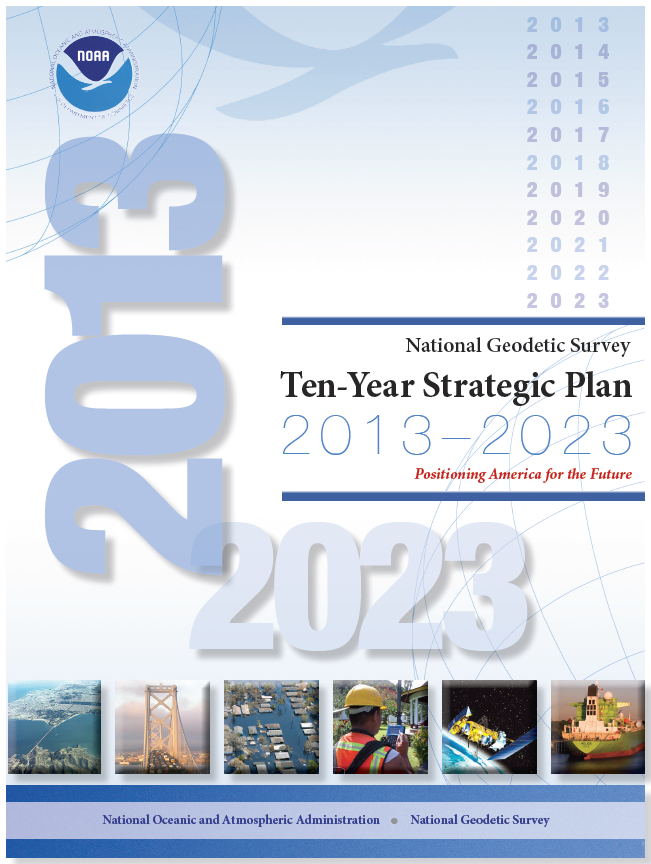 NATIONAL OCEANIC AND ATMOSPHERIC ADMINISTRATION
NOAA
U.S. DEPARTMENT OF COMMERCE
2013
2014
2015
2016
2017
2018
2019
2020
2021
2022
2023
2013
National Geodetic Survey
Ten-Year Strategic Plan
2013–2023
Positioning America for the Future
2023
National Oceanic and Atmospheric Administration • National Geodetic Survey